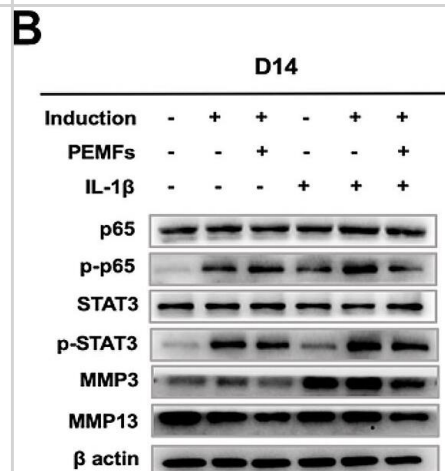 B
D14
Induction - + + - + +
PEMFs - - + - - +
IL-1β - - - + + +
p65
p-p65
STAT3
p-STAT3
MMP3
MMP13
β actin